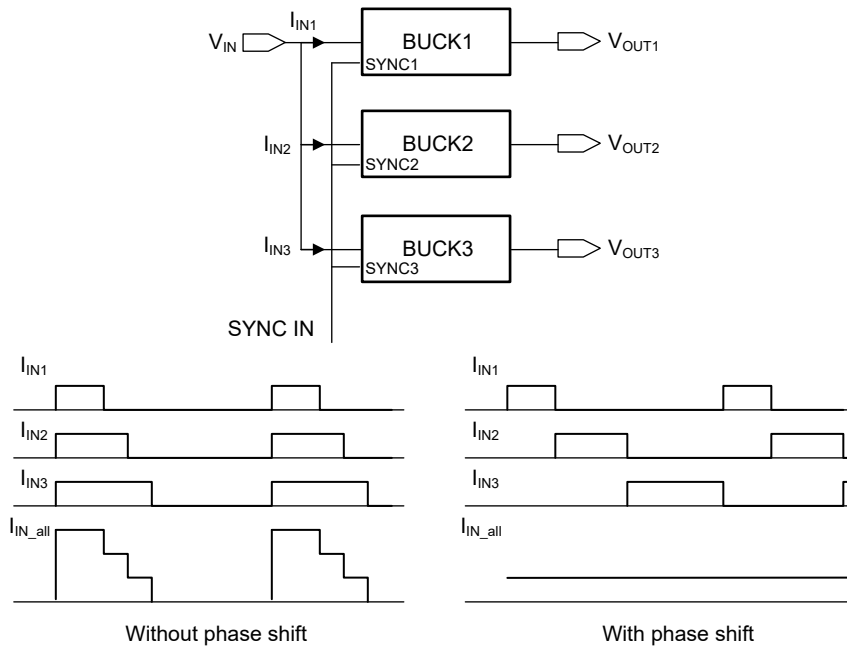 I_IN1
V_IN BUCK1 V_OUT1
SYNC1
I_IN2 BUCK2 V_OUT2
SYNC2
I_IN3 BUCK3 V_OUT3
SYNC3
SYNC IN
I_IN1
I_IN2
I_IN3
I_IN_all
Without phase shift
I_IN1
I_IN2
I_IN3
I_IN_all
With phase shift